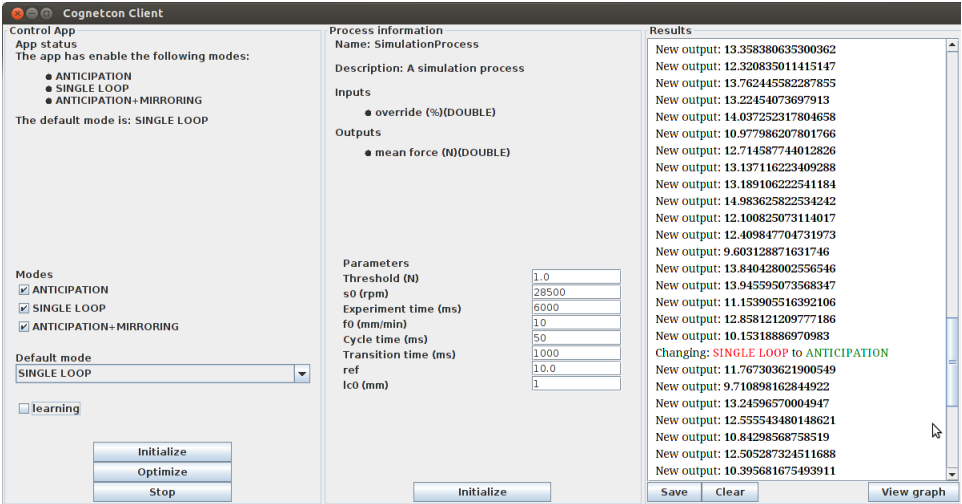 Cognetcon Client
Control App
App status
The app has enable the following modes:
ANTICIPATION
SINGLE LOOP
ANTICIPATION+MIRRORING
The default mode is: SINGLE LOOP
Modes
ANTICIPATION
SINGLE LOOP
ANTICIPATION+MIRRORING
Default mode
SINGLE LOOP
learning
Initialize
Optimize
Stop
Process information
Name: SimulationProcess
Description: A simulation process
Inputs
override (%)(DOUBLE)
Outputs
mean force (N)(DOUBLE)
Parameters
Threshold (N) 1.0
s0 (rpm) 28500
Experiment time (ms) 6000
f0 (mm/min) 10
Cycle time (ms) 50
Transition time (ms) 1000
ref 10.0
lc0 (mm) 1
Initialize
Results
New output: 13.358380635300362
New output: 12.320835011415147
New output: 13.762445582287855
New output: 13.22454073697913
New output: 14.037252317804658
New output: 10.977986207801766
New output: 12.714587744012826
New output: 13.137116223409288
New output: 13.189106222541184
New output: 14.983625822534242
New output: 12.100825073114017
New output: 12.409847704731973
New output: 9.603128871631746
New output: 13.840428002556546
New output: 13.945595073568347
New output: 11.153905516392106
New output: 12.858121209777186
New output: 10.15318886970983
Changing: SINGLE LOOP to ANTICIPATION
New output: 11.767303621900549
New output: 9.710898162844922
New output: 13.24596570004947
New output: 12.555543480148621
New output: 10.84298568758519
New output: 12.505287324511688
New output: 10.395681675493911
Save
Clear
View graph